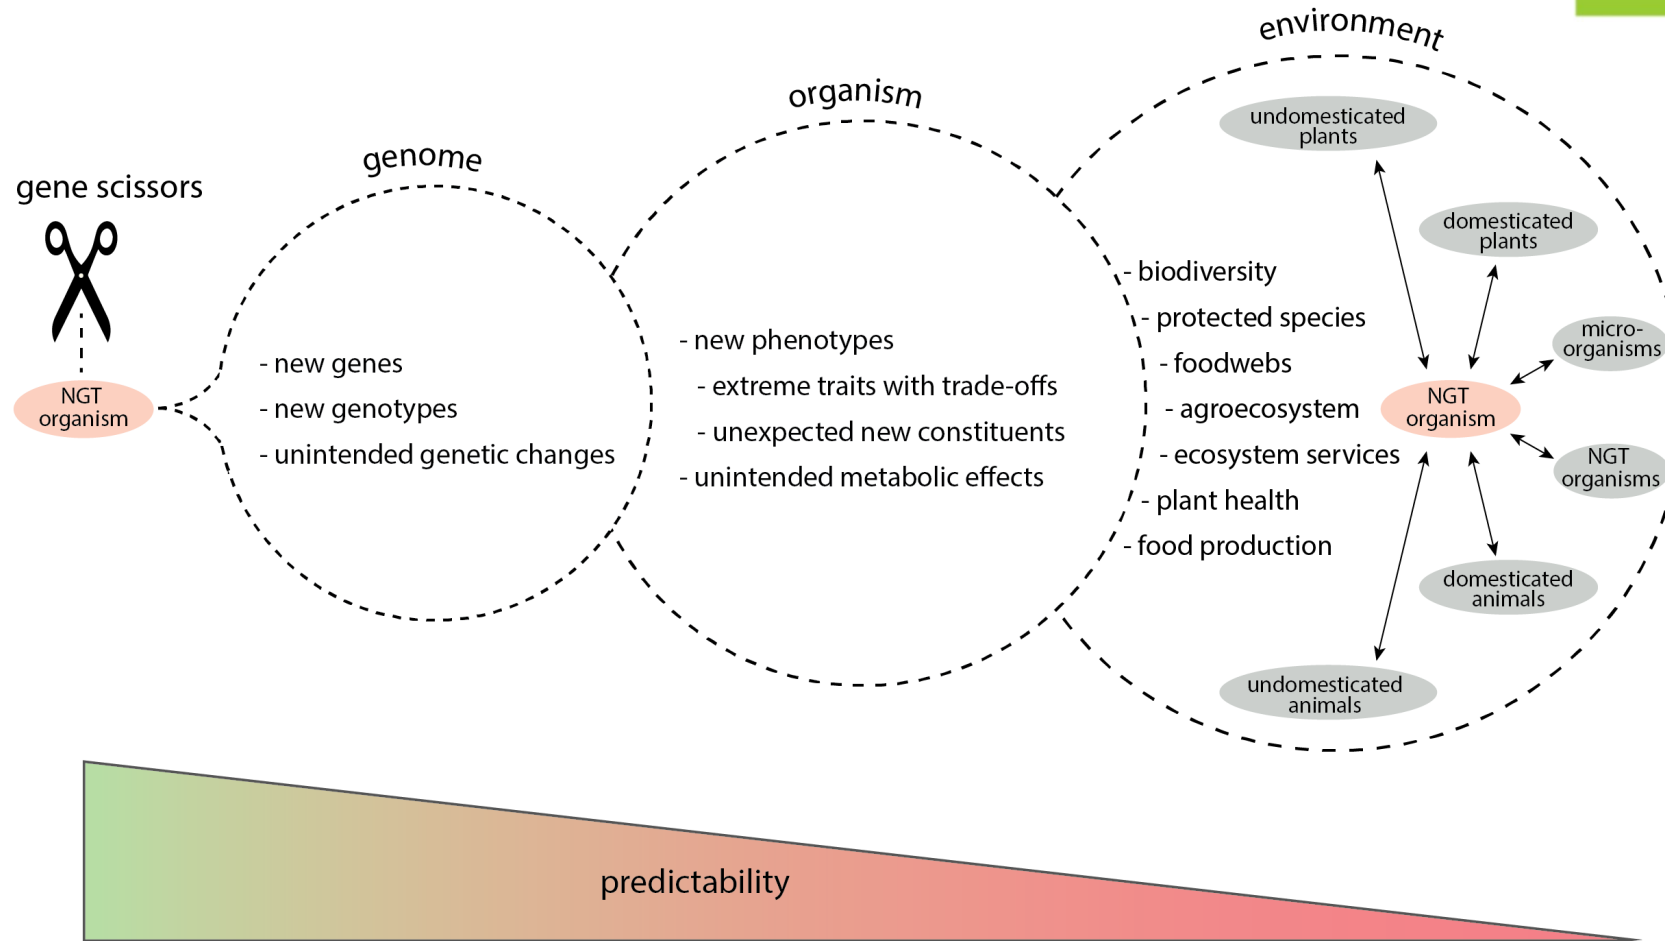 gene scissors
NGT
organism
genome
- new genes
- new genotypes
- unintended genetic changes
organism
- new phenotypes
- extreme traits with trade-offs
- unexpected new constituents
- unintended metabolic effects
environment
- biodiversity
- protected species
- foodwebs
- agroecosystem
- ecosystem services
- plant health
- food production
undomesticated
plants
domesticated
plants
micro-
organisms
NGT
organism
NGT
organisms
domesticated
animals
undomesticated
animals
predictability